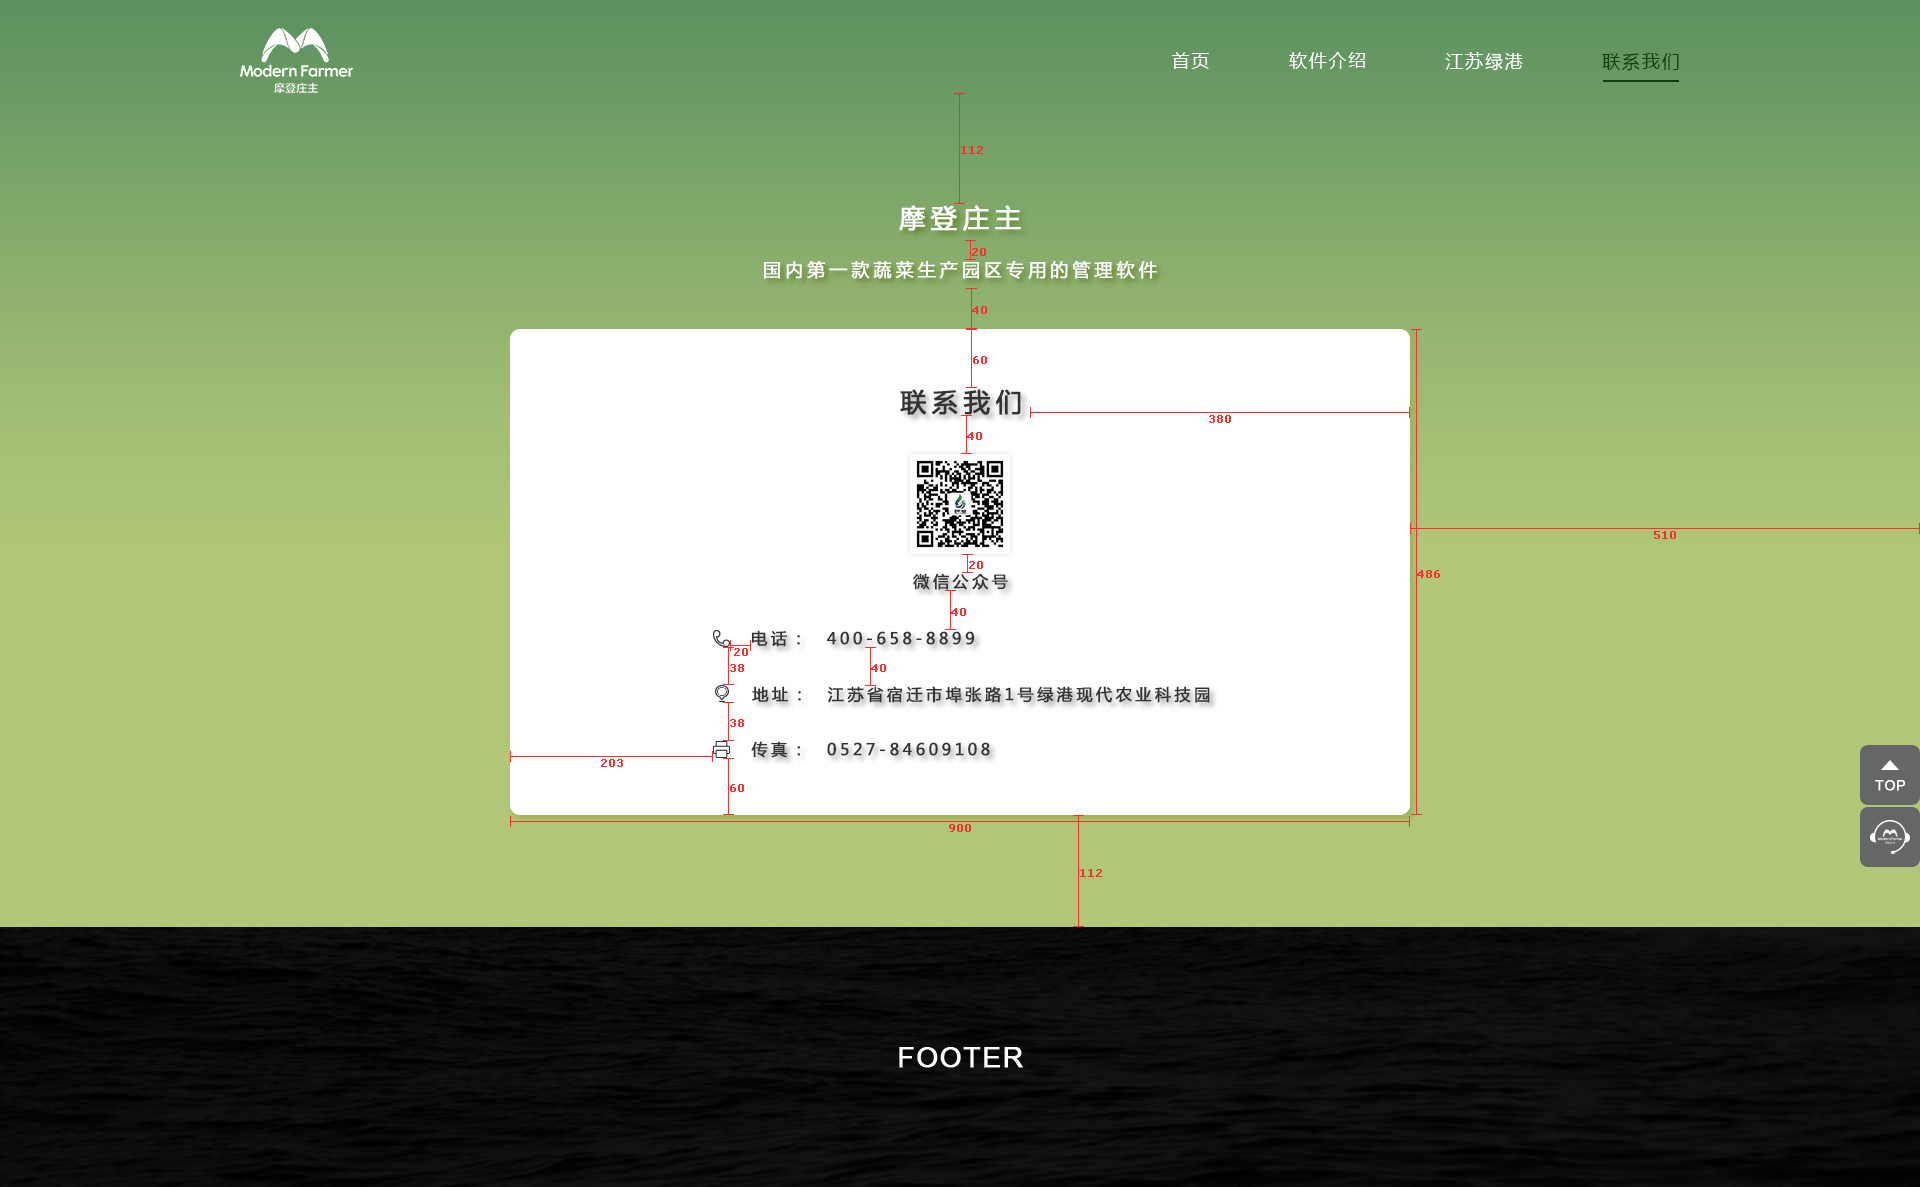 Modern Farmer
摩登庄主
首页 软件介绍 江苏绿港 联系我们
112
摩登庄主
20
国内第一款蔬菜生产园区专用的管理软件
40
60
联系我们
380
40
510
486
20
微信公众号
40
电话： 400-658-8899
20
38
40
地址： 江苏省宿迁市埠张路1号绿港现代农业科技园
38
传真： 0527-84609108
203
60
TOP
900
112
FOOTER